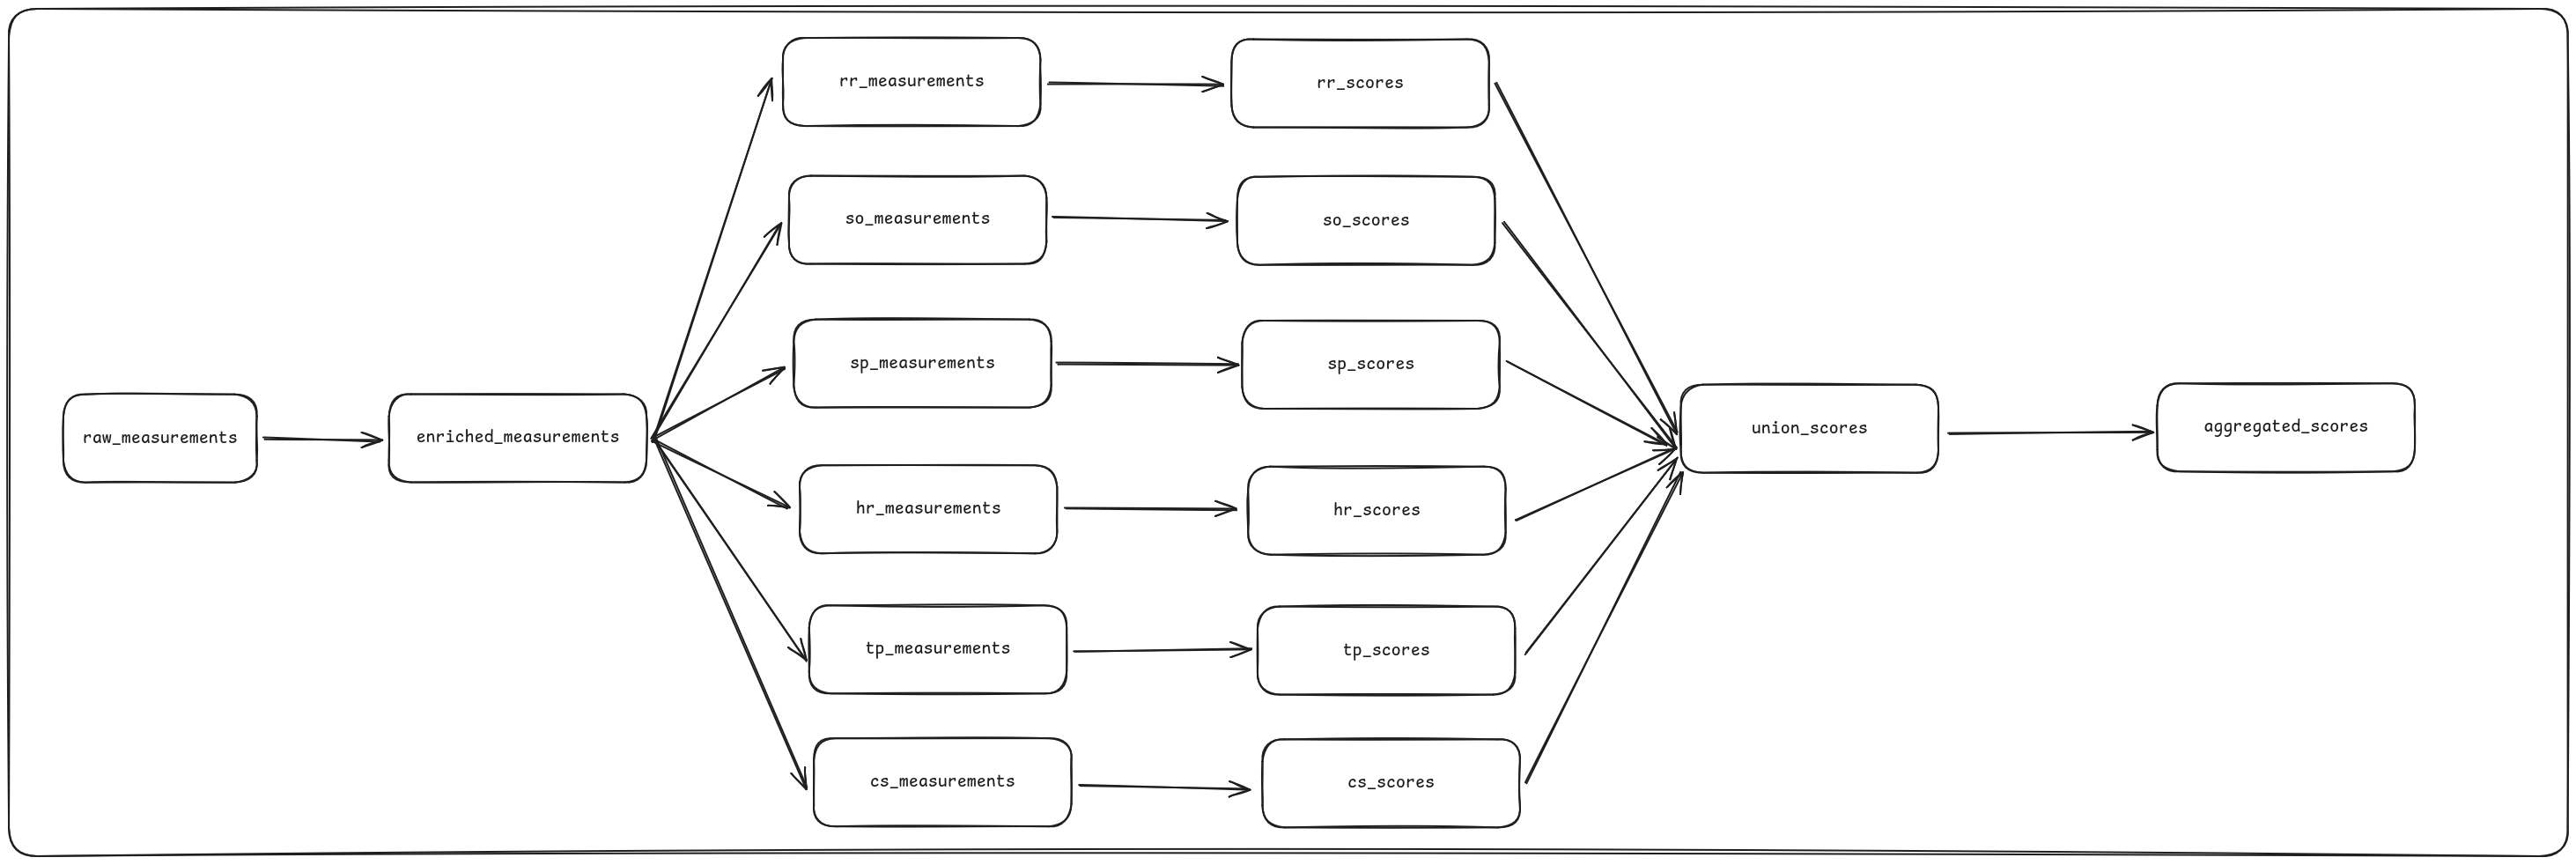 rr_measurements
rr_scores
so_measurements
so_scores
sp_measurements
sp_scores
raw_measurements
enriched_measurements
union_scores
aggregated_scores
hr_measurements
hr_scores
tp_measurements
tp_scores
cs_measurements
cs_scores